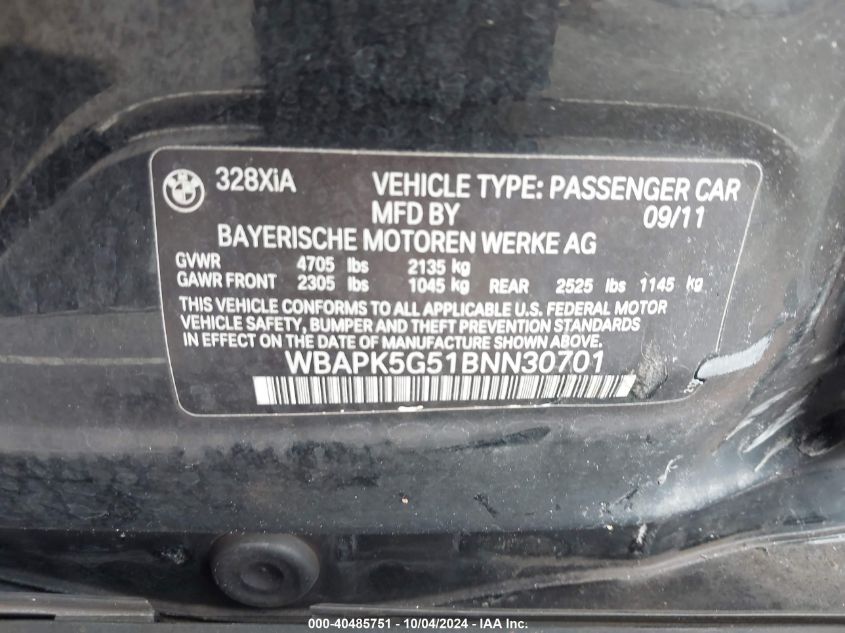 328XiA VEHICLE TYPE: PASSENGER CAR
MFD BY 09/11
BAYERISCHE MOTOREN WERKE AG
GVWR 4705 lbs 2135 kg
GAWR FRONT 2305 lbs 1045 kg REAR 2525 lbs 1145 kg
THIS VEHICLE CONFORMS TO ALL APPLICABLE U.S. FEDERAL MOTOR
VEHICLE SAFETY, BUMPER AND THEFT PREVENTION STANDARDS
IN EFFECT ON THE DATE OF MANUFACTURE SHOWN ABOVE.
WBAPK5G51BNN30701
000-40485751 - 10/04/2024 - IAA Inc.